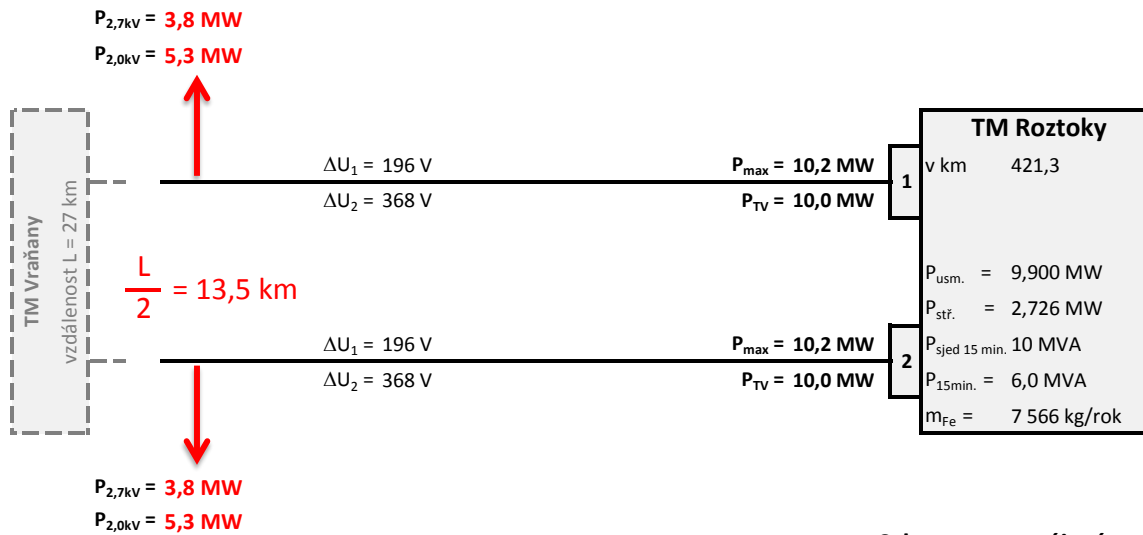 P2,7kV = 3,8 MW
P2,0kV = 5,3 MW
TM Vraňany
vzdálenost L = 27 km
ΔU1 = 196 V
ΔU2 = 368 V
Pmax = 10,2 MW
PTV = 10,0 MW
1
L
2
= 13,5 km
ΔU1 = 196 V
ΔU2 = 368 V
Pmax = 10,2 MW
PTV = 10,0 MW
2
TM Roztoky
v km 421,3
Pusm. = 9,900 MW
Pstř. = 2,726 MW
Psjed 15 min. 10 MVA
P15min. = 6,0 MVA
mFe = 7 566 kg/rok
P2,7kV = 3,8 MW
P2,0kV = 5,3 MW